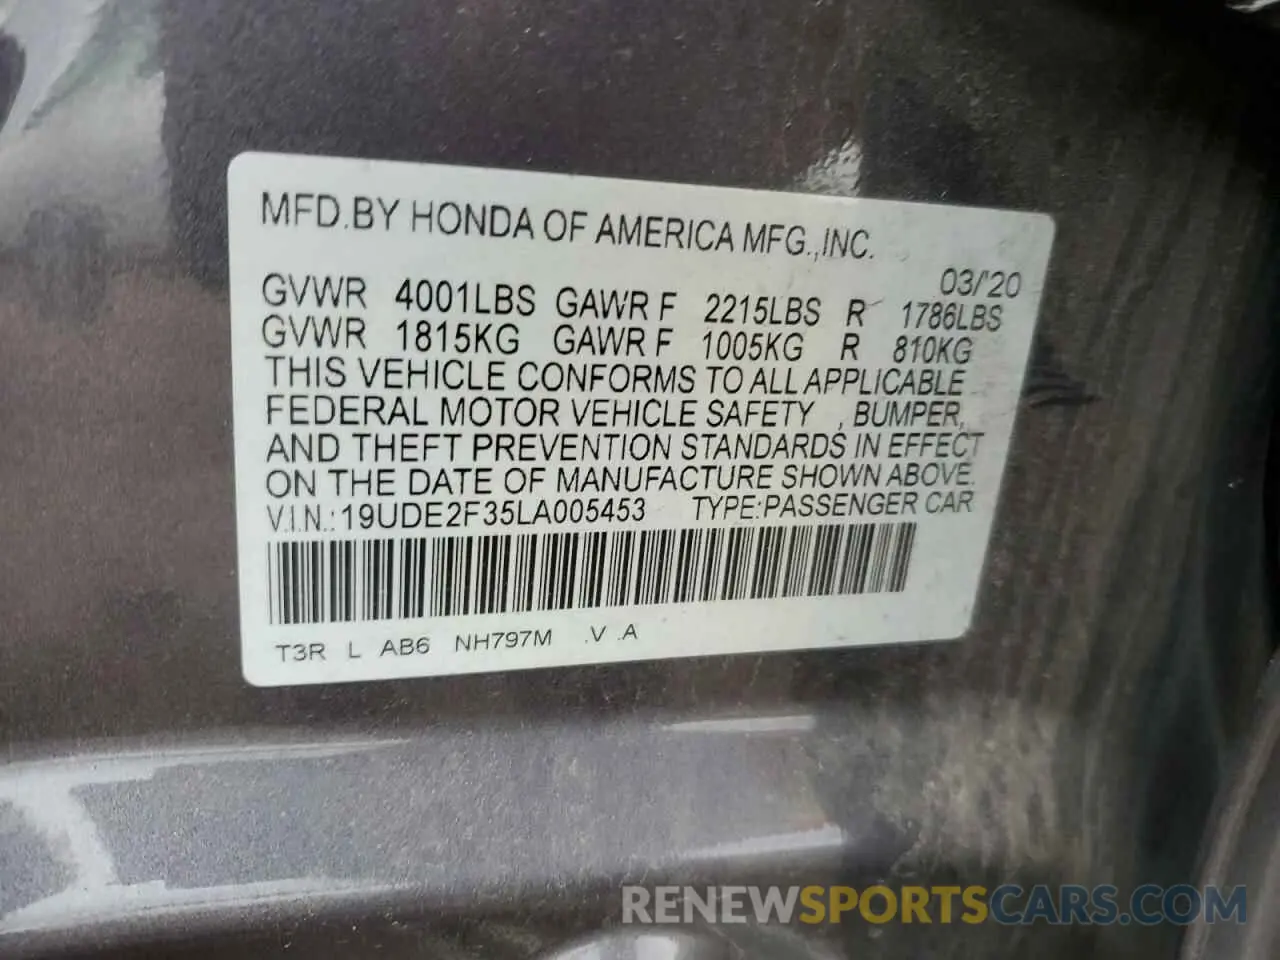 MFD.BY HONDA OF AMERICA MFG.,INC.
03/'20
GVWR 4001LBS GAWR F 2215LBS R 1786LBS
GVWR 1815KG GAWR F 1005KG R 810KG
THIS VEHICLE CONFORMS TO ALL APPLICABLE
FEDERAL MOTOR VEHICLE SAFETY , BUMPER,
AND THEFT PREVENTION STANDARDS IN EFFECT
ON THE DATE OF MANUFACTURE SHOWN ABOVE.
V.I.N.:19UDE2F35LA005453 TYPE:PASSENGER CAR
T3R L AB6 NH797M .V .A
RENEWSPORTSCARS.COM